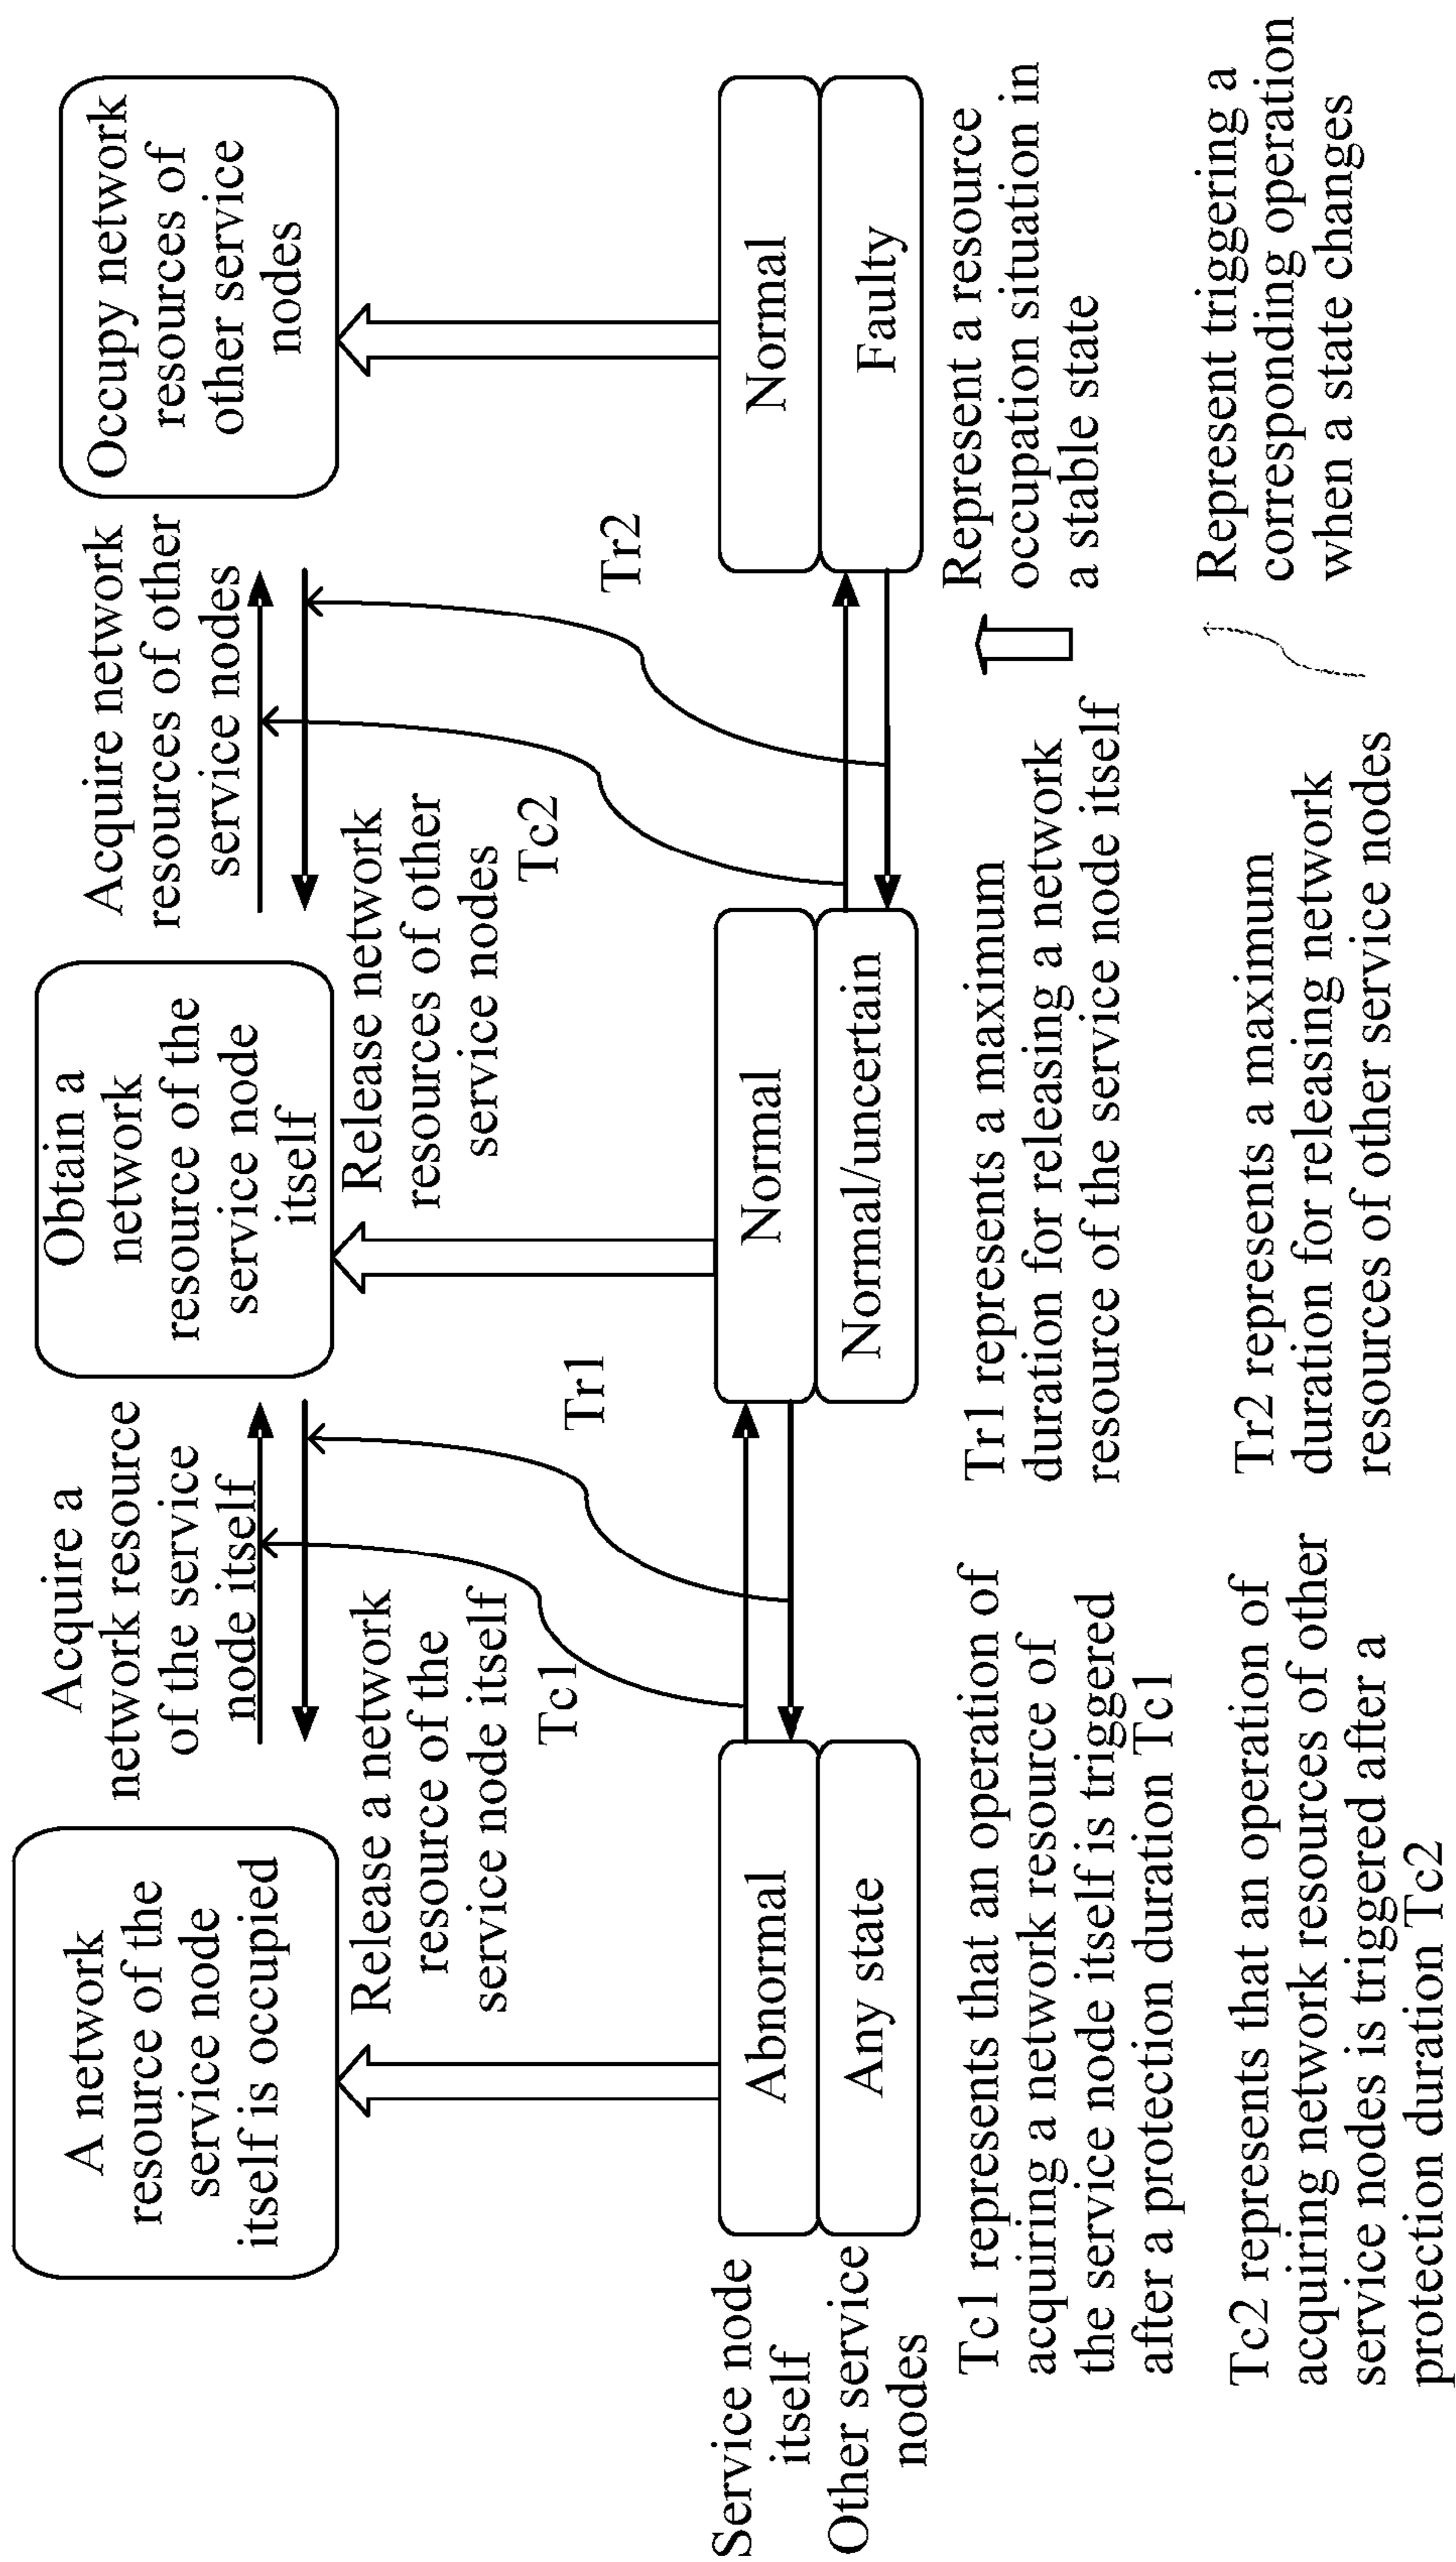 A network
resource of the
service node
itself is occupied
Acquire a
network resource
of the service
node itself
Obtain a
network
resource of the
service node
itself
Acquire network
resources of other
service nodes
Occupy network
resources of
other service
nodes
Release a network
resource of the
service node itself
Tc1
Tr1
Release network
resources of other
service nodes
Tc2
Tr2
Service node
itself
Abnormal
Normal
Normal
Other service
nodes
Any state
Normal/uncertain
Faulty
Tc1 represents that an operation of
acquiring a network resource of
the service node itself is triggered
after a protection duration Tc1
Tr1 represents a maximum
duration for releasing a network
resource of the service node itself
Represent a resource
occupation situation in
a stable state
Tc2 represents that an operation of
acquiring network resources of other
service nodes is triggered after a
protection duration Tc2
Tr2 represents a maximum
duration for releasing network
resources of other service nodes
Represent triggering a
corresponding operation
when a state changes